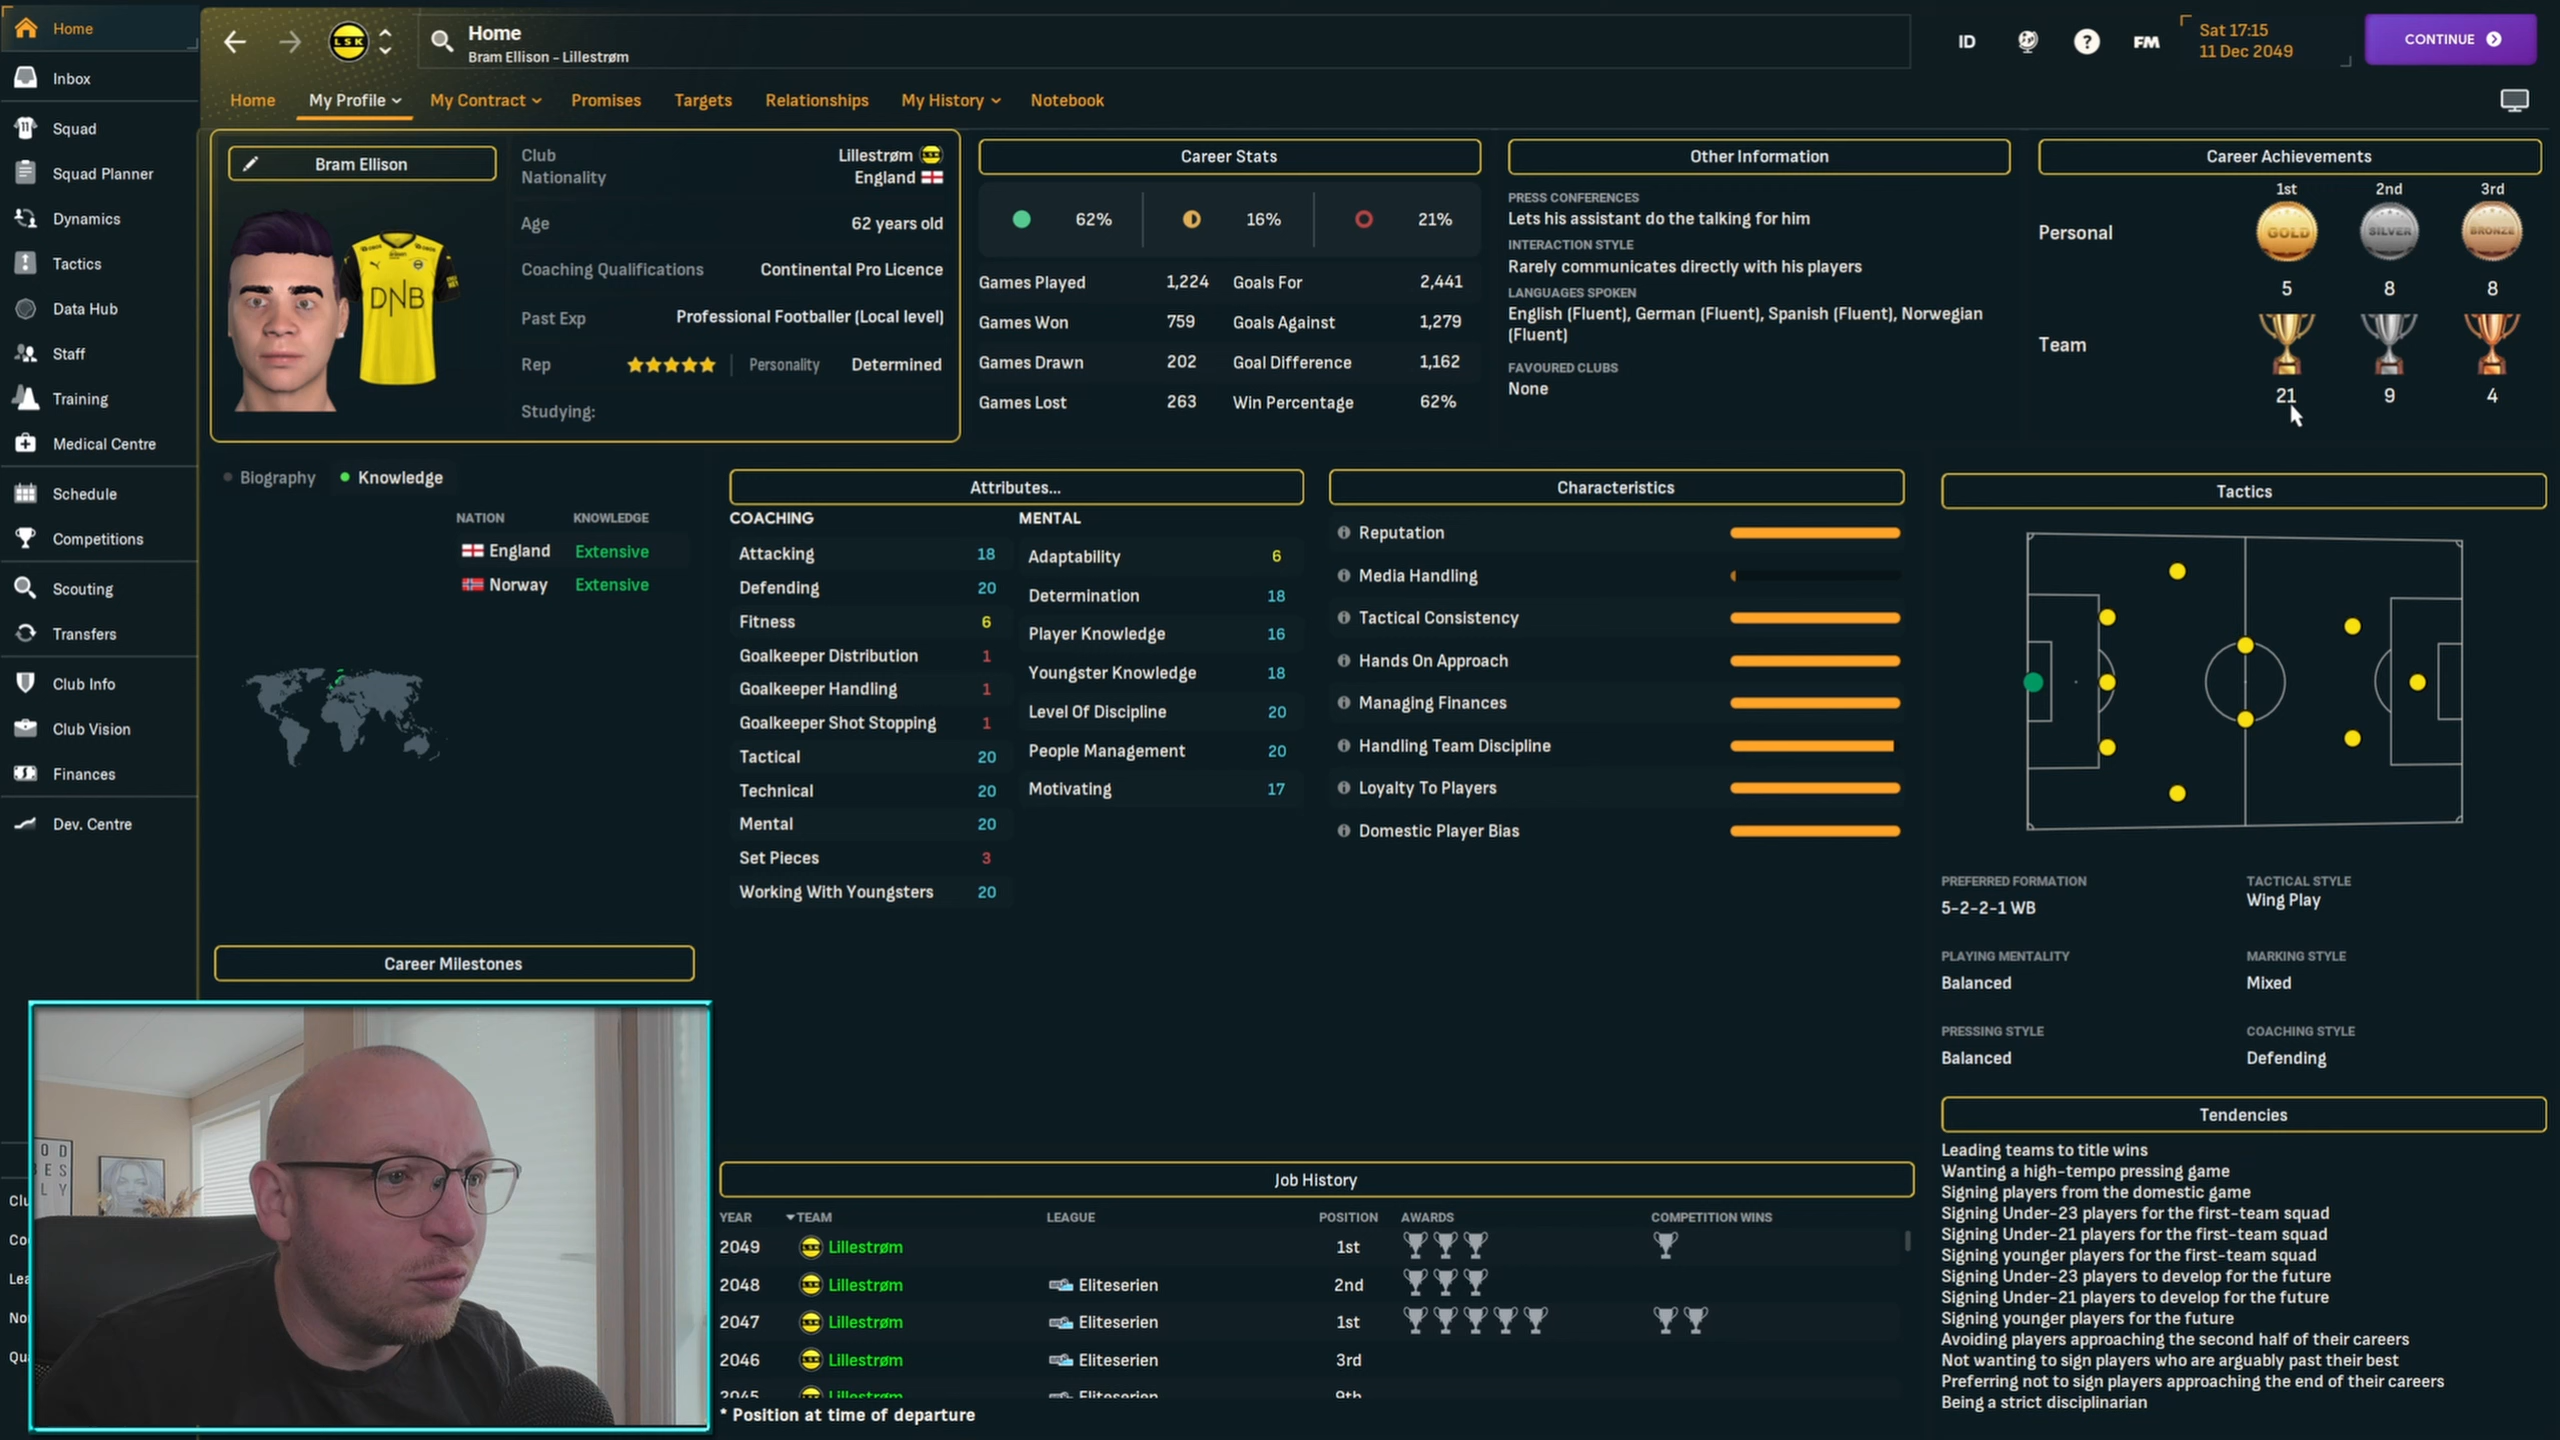 Home
Inbox
Squad
Squad Planner
Dynamics
Tactics
Data Hub
Staff
Training
Medical Centre
Schedule
Competitions
Scouting
Transfers
Club Info
Club Vision
Finances
Dev. Centre
LSK
Home
Bram Ellison - Lillestrøm
ID
?
FM
Sat 17:15
11 Dec 2049
CONTINUE
Home
My Profile
My Contract
Promises
Targets
Relationships
My History
Notebook
Bram Ellison
DNB
Club Lillestrøm
Nationality England
Age 62 years old
Coaching Qualifications Continental Pro Licence
Past Exp Professional Footballer (Local level)
Rep Personality Determined
Studying:
Career Stats
62% 16% 21%
Games Played 1,224 Goals For 2,441
Games Won 759 Goals Against 1,279
Games Drawn 202 Goal Difference 1,162
Games Lost 263 Win Percentage 62%
Other Information
PRESS CONFERENCES
Lets his assistant do the talking for him
INTERACTION STYLE
Rarely communicates directly with his players
LANGUAGES SPOKEN
English (Fluent), German (Fluent), Spanish (Fluent), Norwegian
(Fluent)
FAVOURED CLUBS
None
Career Achievements
1st 2nd 3rd
Personal GOLD SILVER BRONZE
5 8 8
Team
21 9 4
Biography Knowledge
NATION KNOWLEDGE
England Extensive
Norway Extensive
Career Milestones
Attributes...
COACHING
Attacking 18
Defending 20
Fitness 6
Goalkeeper Distribution 1
Goalkeeper Handling 1
Goalkeeper Shot Stopping 1
Tactical 20
Technical 20
Mental 20
Set Pieces 3
Working With Youngsters 20
MENTAL
Adaptability 6
Determination 18
Player Knowledge 16
Youngster Knowledge 18
Level Of Discipline 20
People Management 20
Motivating 17
Characteristics
Reputation
Media Handling
Tactical Consistency
Hands On Approach
Managing Finances
Handling Team Discipline
Loyalty To Players
Domestic Player Bias
Tactics
PREFERRED FORMATION TACTICAL STYLE
5-2-2-1 WB Wing Play
PLAYING MENTALITY MARKING STYLE
Balanced Mixed
PRESSING STYLE COACHING STYLE
Balanced Defending
Tendencies
Leading teams to title wins
Wanting a high-tempo pressing game
Signing players from the domestic game
Signing Under-23 players for the first-team squad
Signing Under-21 players for the first-team squad
Signing younger players for the first-team squad
Signing Under-23 players to develop for the future
Signing Under-21 players to develop for the future
Signing younger players for the future
Avoiding players approaching the second half of their careers
Not wanting to sign players who are arguably past their best
Preferring not to sign players approaching the end of their careers
Being a strict disciplinarian
Job History
YEAR TEAM LEAGUE POSITION AWARDS COMPETITION WINS
2049 Lillestrøm 1st
2048 Lillestrøm Eliteserien 2nd
2047 Lillestrøm Eliteserien 1st
2046 Lillestrøm Eliteserien 3rd
2045 Lillestrøm Eliteserien 9th
* Position at time of departure